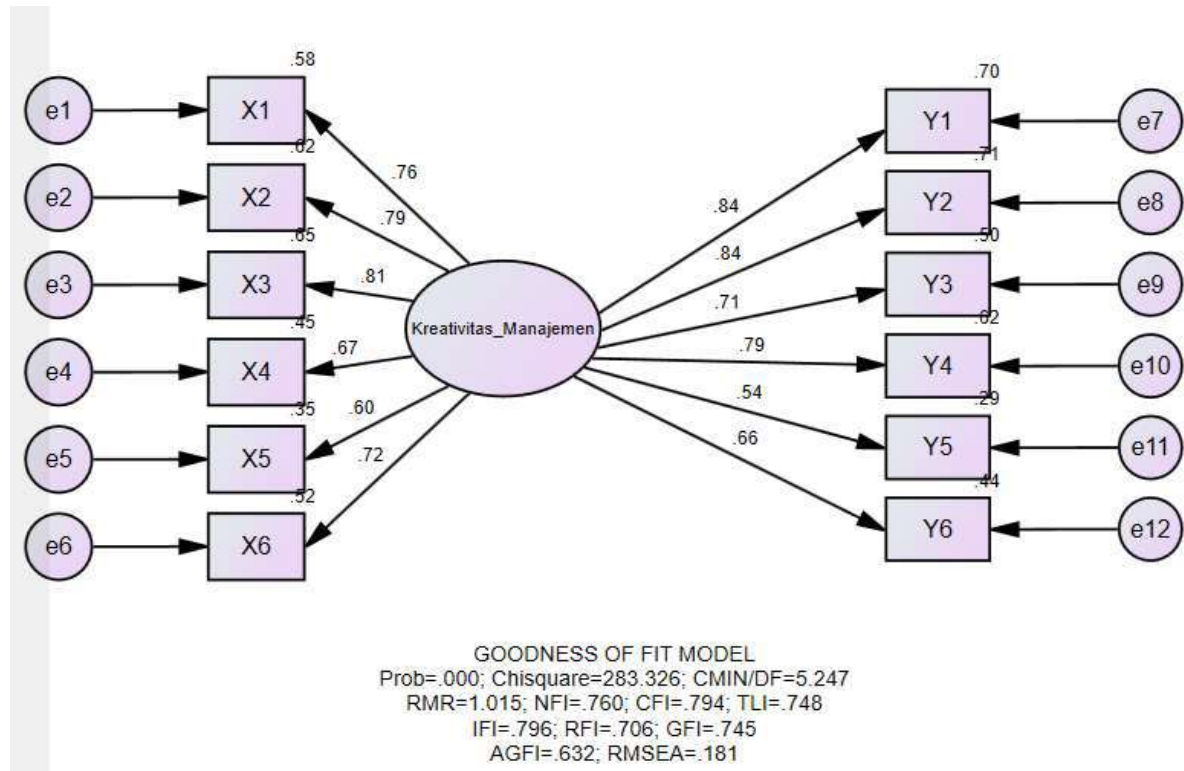 .58
e1
X1
.62
e2
X2
.65
e3
X3
.45
e4
X4
.35
e5
X5
.52
e6
X6
.76
.79
.81
.67
.60
.72
Kreativitas_Manajemen
.84
.84
.71
.79
.54
.66
.70
Y1
e7
.71
Y2
e8
.50
Y3
e9
.62
Y4
e10
.29
Y5
e11
.44
Y6
e12
GOODNESS OF FIT MODEL
Prob=.000; Chisquare=283.326; CMIN/DF=5.247
RMR=1.015; NFI=.760; CFI=.794; TLI=.748
IFI=.796; RFI=.706; GFI=.745
AGFI=.632; RMSEA=.181